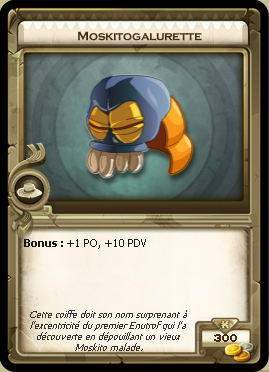 Moskitogalurette
Bonus : +1 PO, +10 PDV
Cette coiffe doit son nom surprenant à
l'excentricité du premier Enutrof qui l'a
découverte en dépouillant un vieux
Moskito malade.
K
300